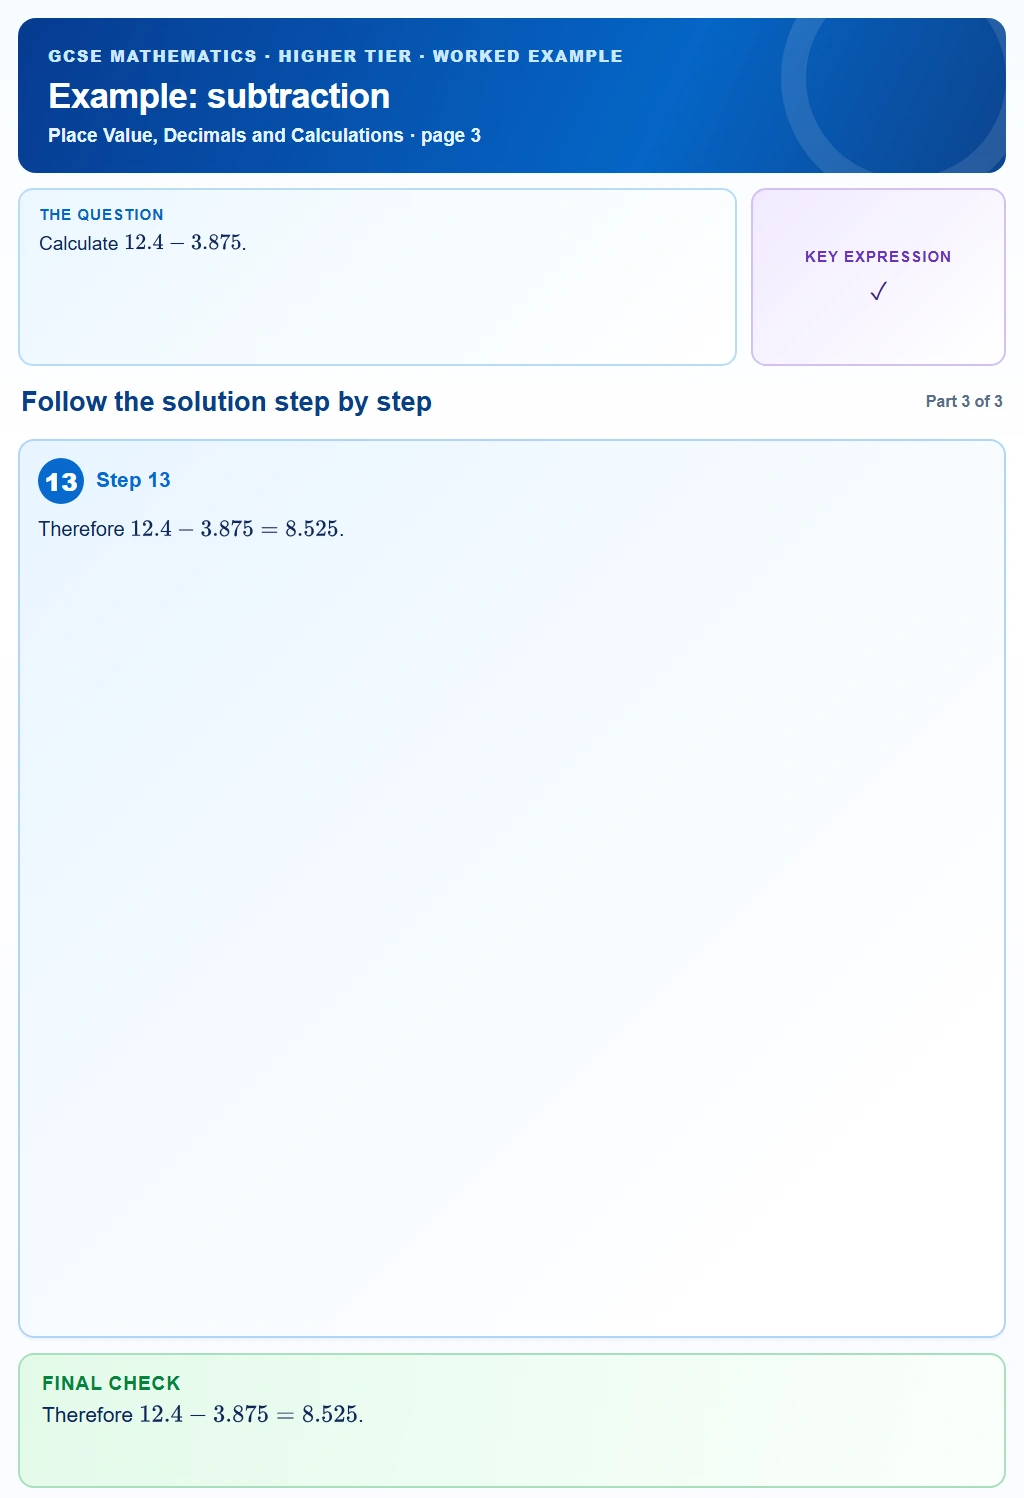 GCSE MATHEMATICS · HIGHER TIER · WORKED EXAMPLE
Example: subtraction
Place Value, Decimals and Calculations · page 3
THE QUESTION
Calculate 12.4 − 3.875.
KEY EXPRESSION
✓
Follow the solution step by step
Part 3 of 3
13 Step 13
Therefore 12.4 − 3.875 = 8.525.
FINAL CHECK
Therefore 12.4 − 3.875 = 8.525.